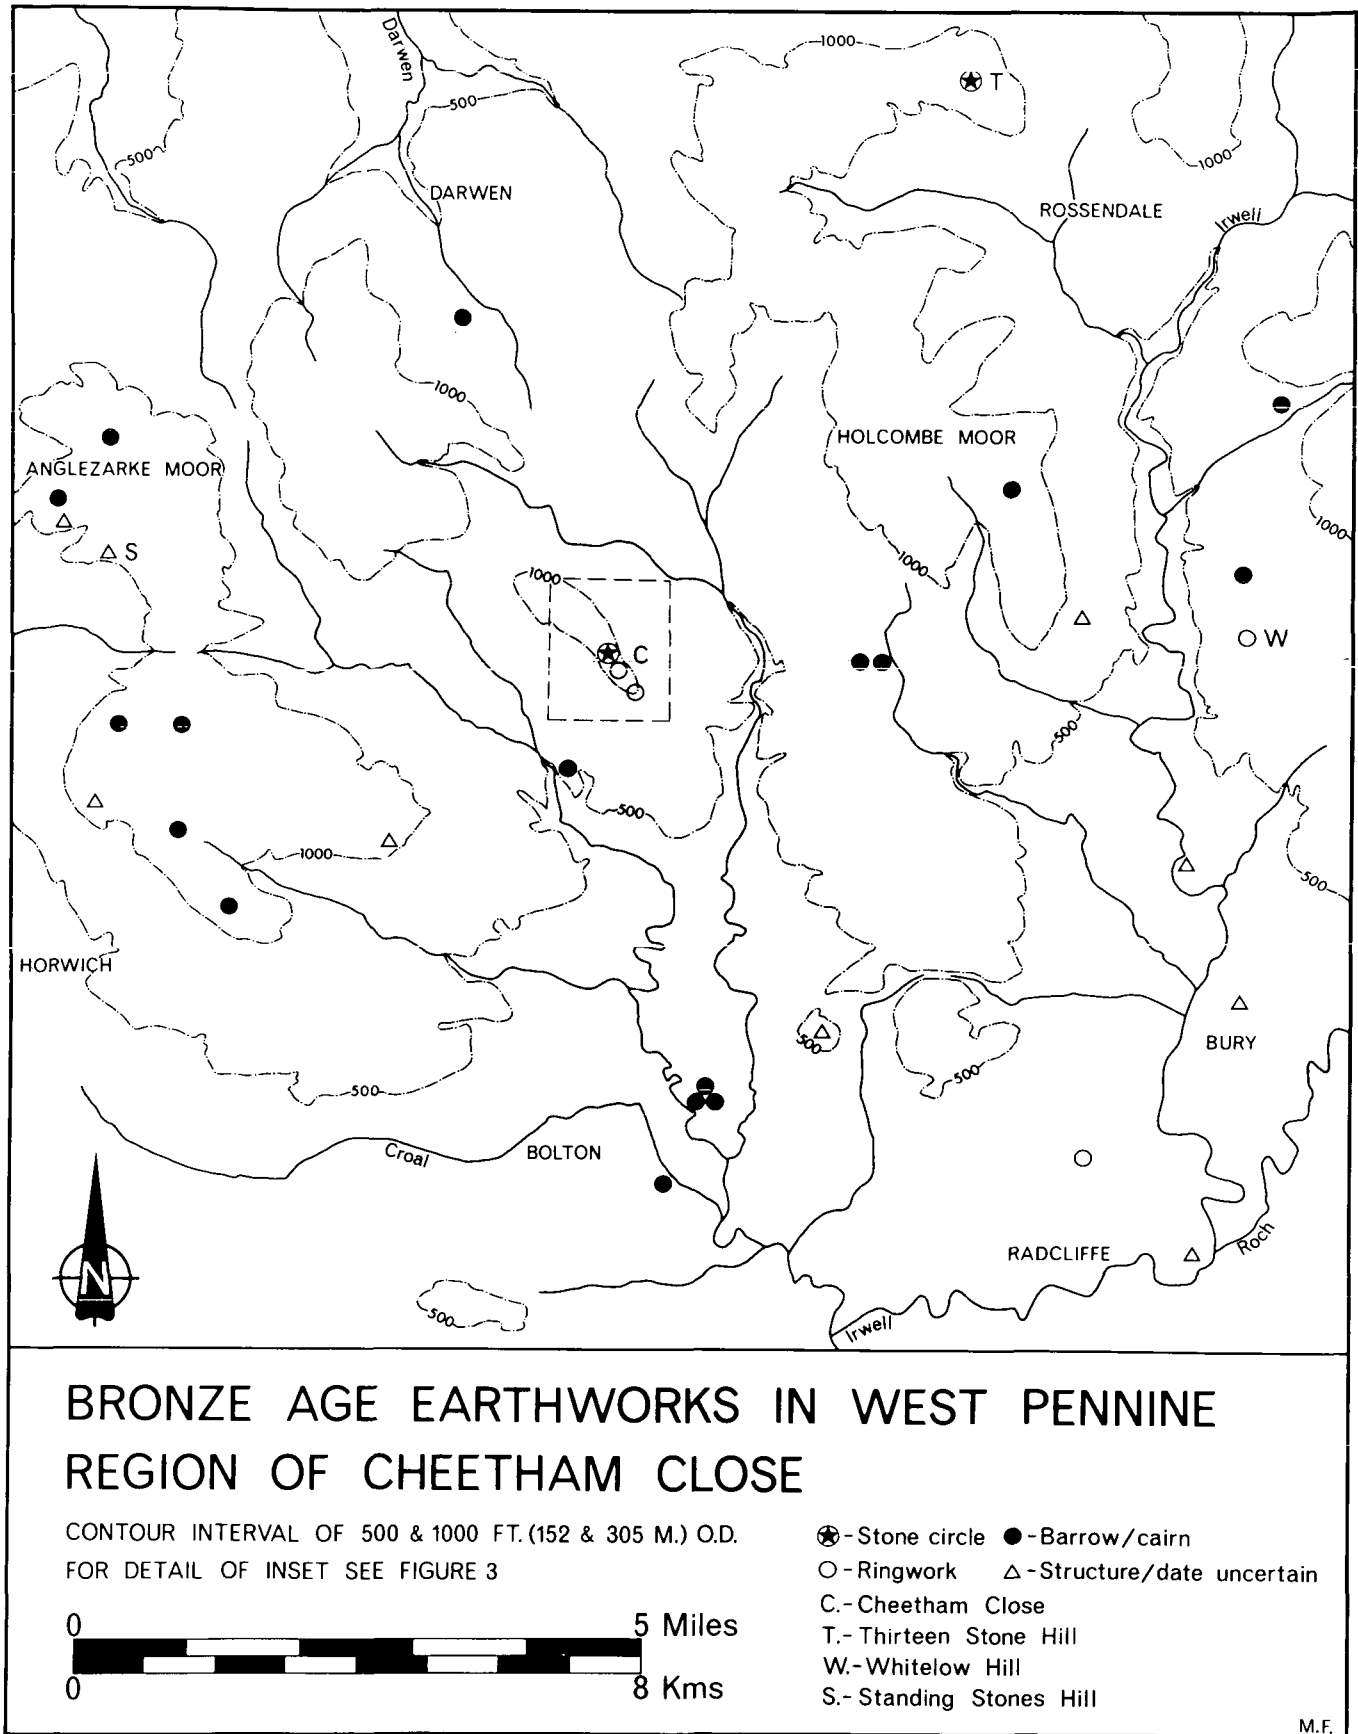 Darwen
1000
T
500
500
1000
DARWEN
ROSSENDALE
Irwell
1000
HOLCOMBE MOOR
ANGLEZARKE MOOR
S
1000
1000
1000
C
W
500
500
1000
500
HORWICH
500
BURY
500
500
Croal
BOLTON
RADCLIFFE
Roch
N
500
Irwell
BRONZE AGE EARTHWORKS IN WEST PENNINE
REGION OF CHEETHAM CLOSE
CONTOUR INTERVAL OF 500 & 1000 FT. (152 & 305 M.) O.D.
FOR DETAIL OF INSET SEE FIGURE 3
0 5 Miles
0 8 Kms
-Stone circle -Barrow/cairn
-Ringwork -Structure/date uncertain
C.-Cheetham Close
T.-Thirteen Stone Hill
W.-Whitelow Hill
S.-Standing Stones Hill
M.F.